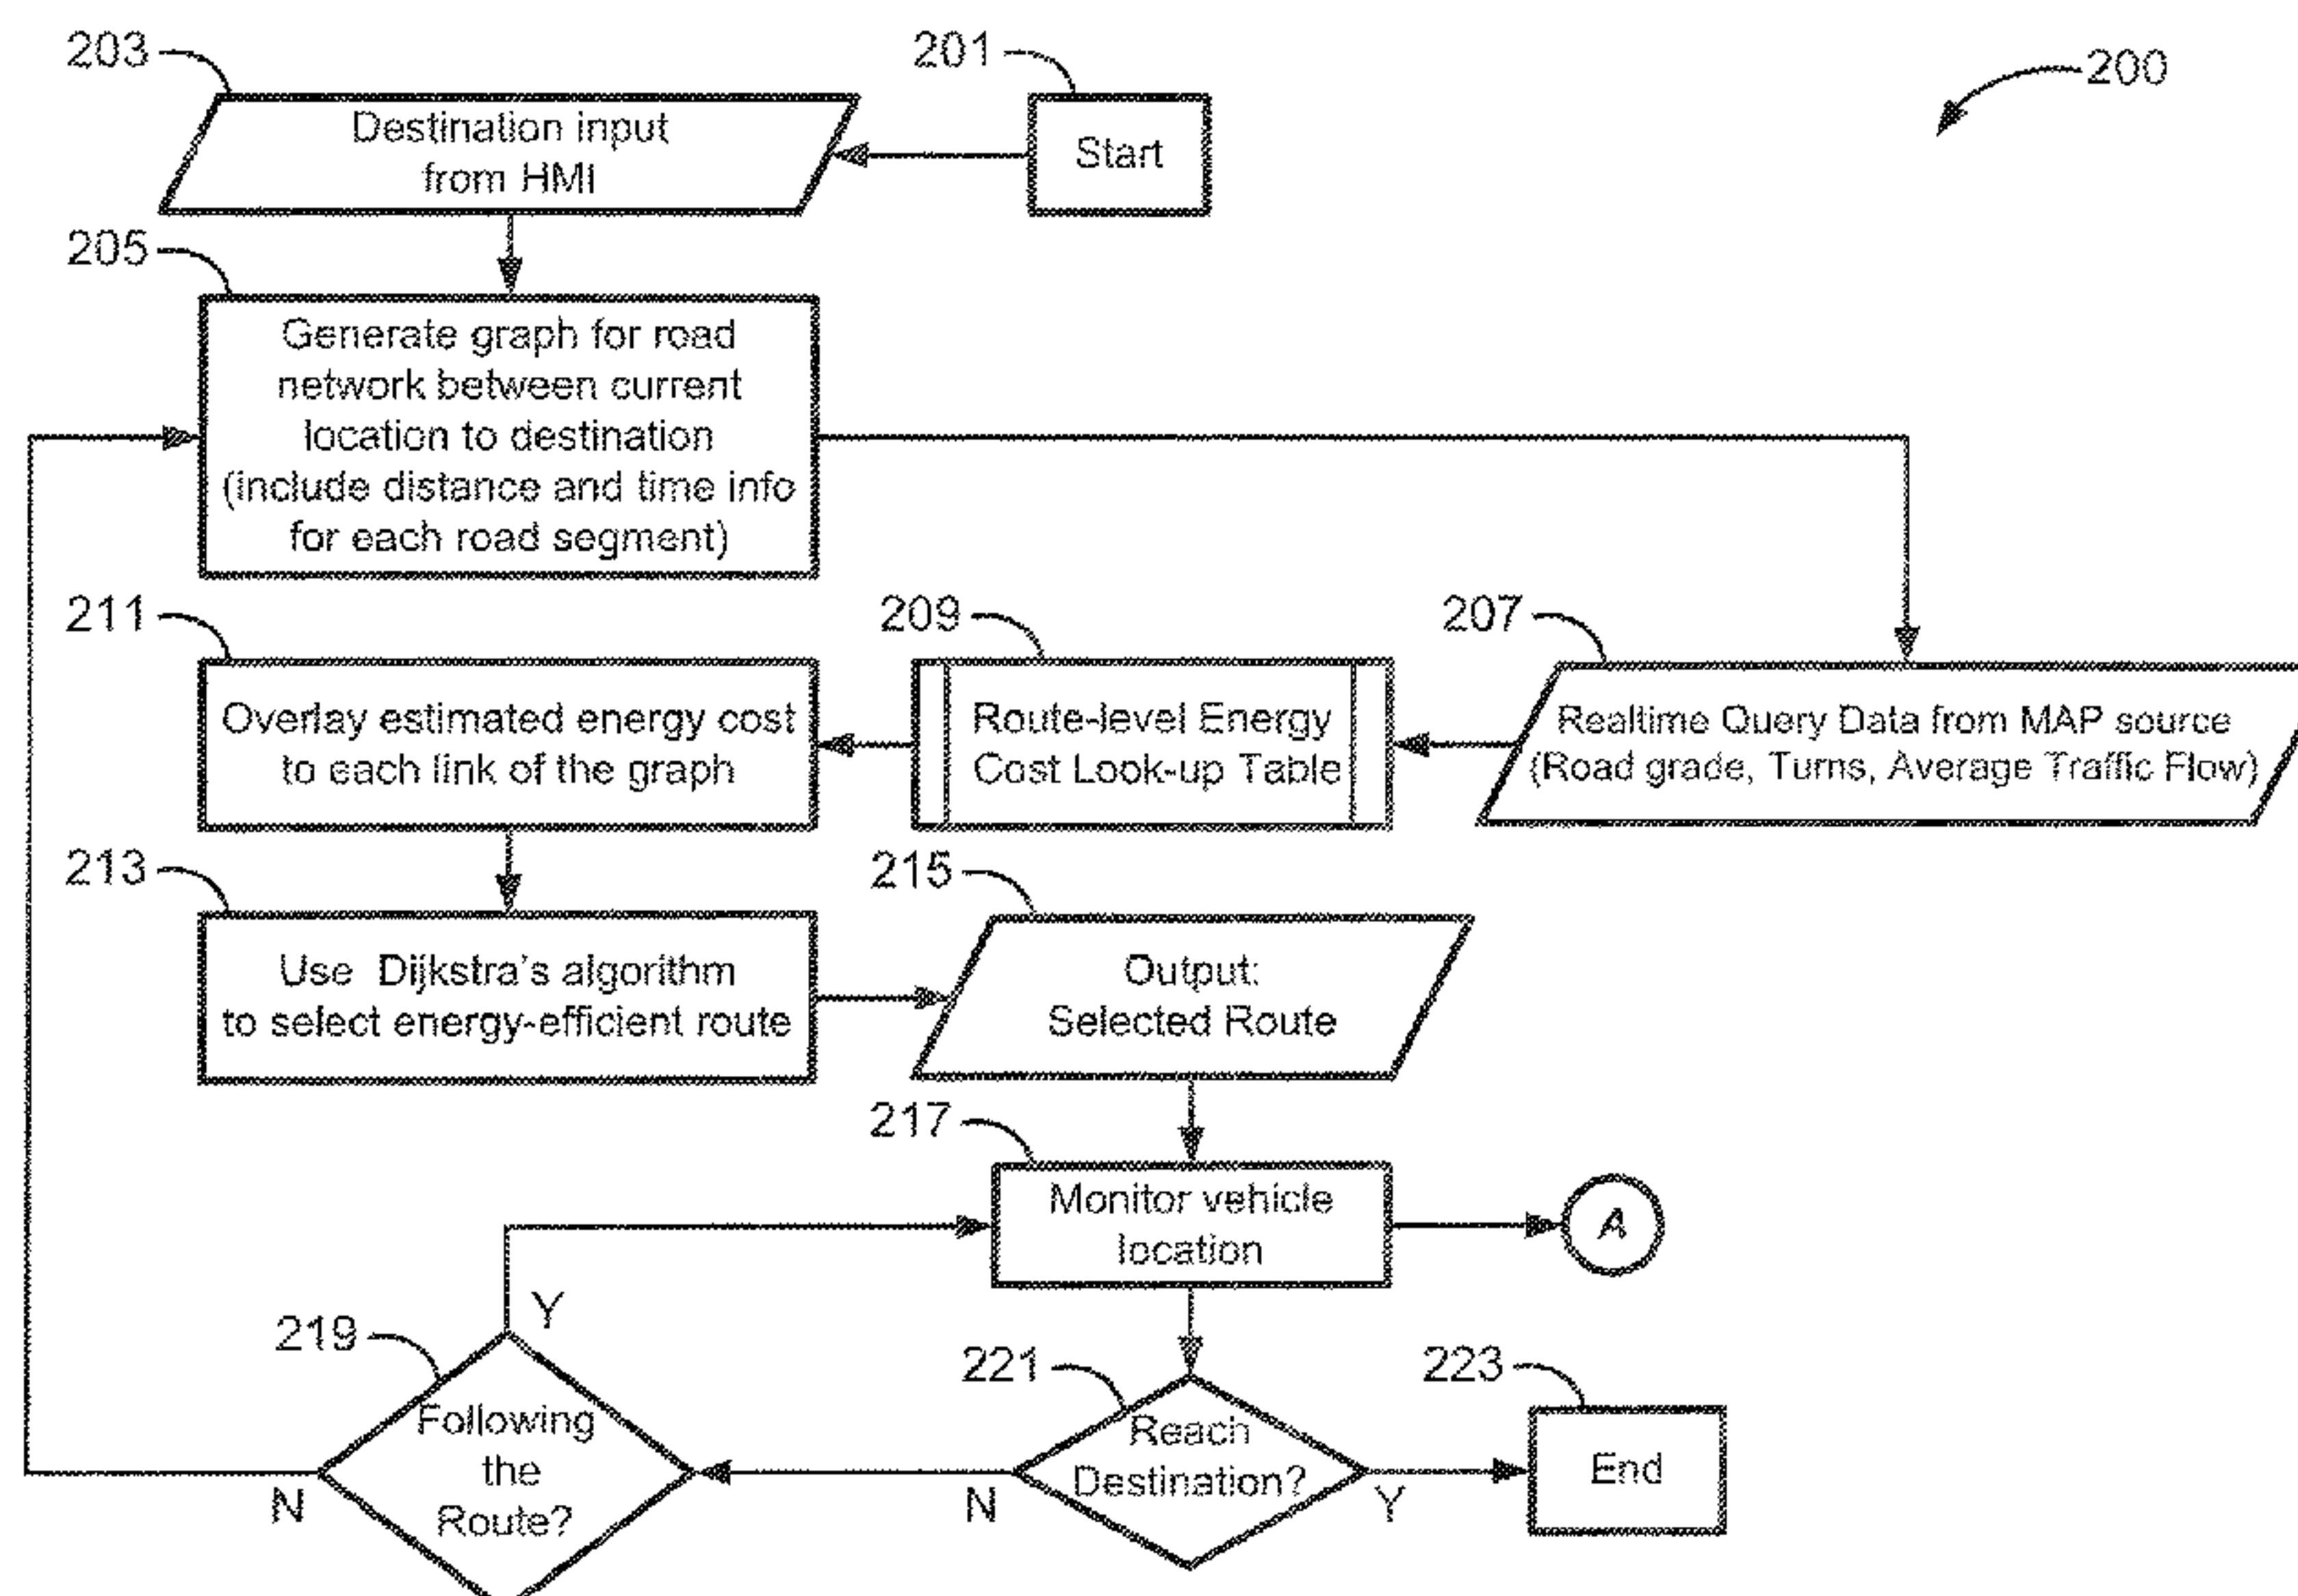 203
201
200
Destination input
from HMI
Start
205
Generate graph for road
network between current
location to destination
(include distance and time info
for each road segment)
211
209
207
Overlay estimated energy cost
to each link of the graph
Route-level Energy
Cost Look-up Table
Realtime Query Data from MAP source
(Road grade, Turns, Average Traffic Flow)
213
215
Use Dijkstra's algorithm
to select energy-efficient route
Output:
Selected Route
217
Monitor vehicle
location
A
Y
219
221
223
Following
the
Route?
N
Reach
Destination?
N
Y
End